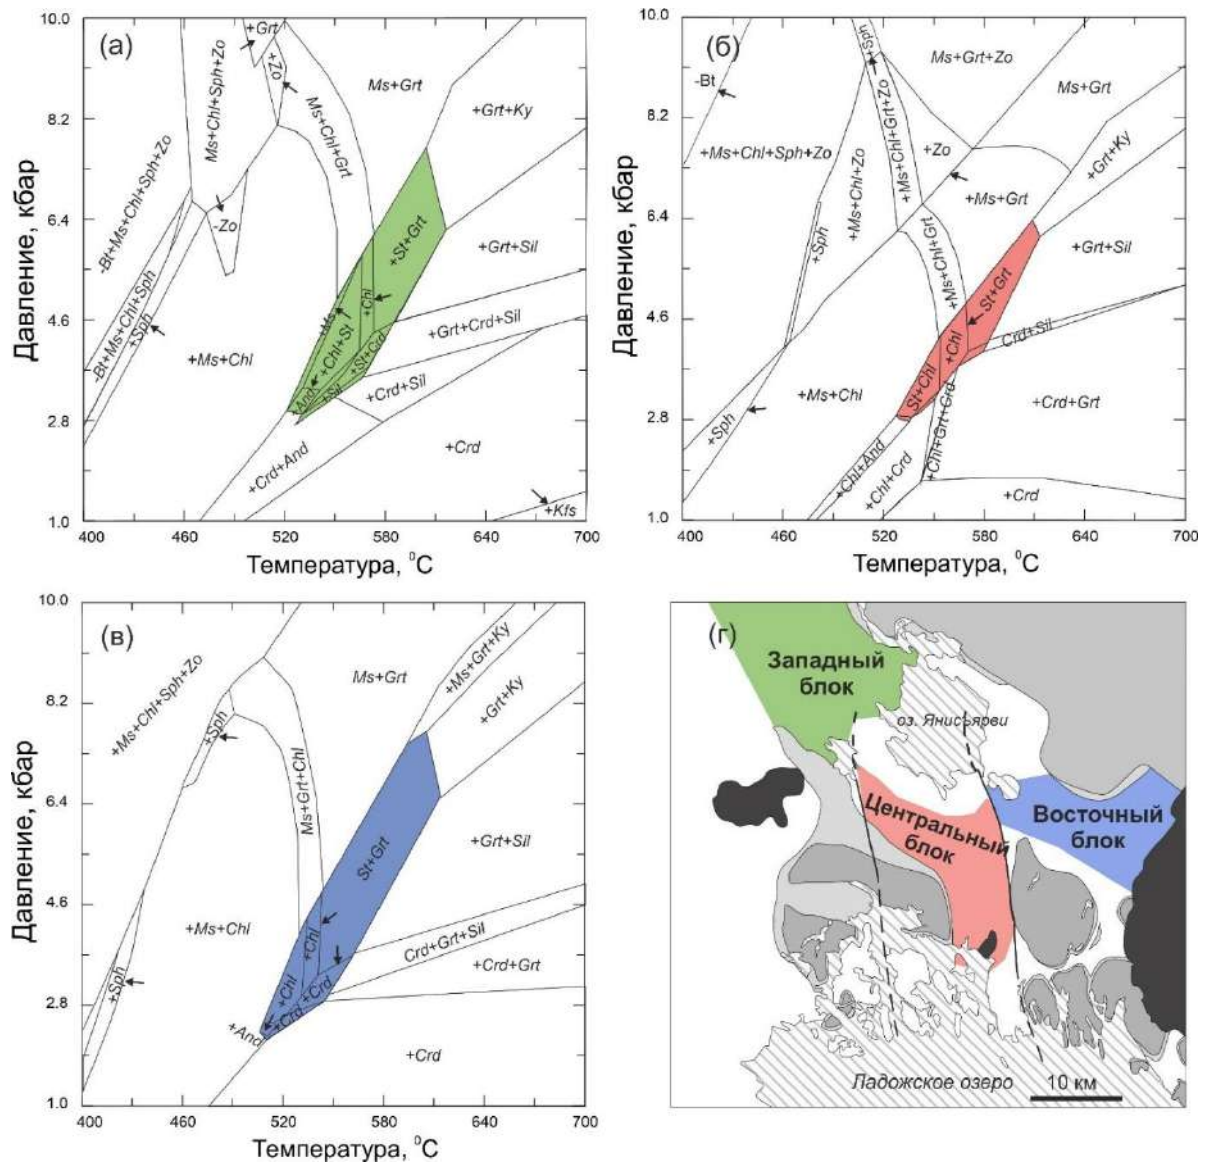 (а)
Давление, кбар
10.0
8.2
6.4
4.6
2.8
1.0
400
460
520
580
640
700
Температура, ⁰C
-Bt+Ms+Chl+Sph+Zo
Ms+Chl+Sph+Zo
+Grt
+Zo
Ms+Chl+Grt
Ms+Grt
+Grt+Ky
-Zo
-Bt+Ms+Chl+Sph
+Sph
+Ms+Chl
+Ms
+Chl+St
+Chl
+St+Grt
+Grt+Sil
+And
+Sil
+St+Crd
+Grt+Crd+Sil
+Crd+Sil
+Crd+And
+Crd
+Kfs
(б)
10.0
8.2
6.4
4.6
2.8
1.0
400
460
520
580
640
700
Температура, ⁰C
-Bt
+Sph
Ms+Grt+Zo
Ms+Grt
+Ms+Chl+Sph+Zo
+Ms+Chl+Zo
+Ms+Chl+Grt+Zo
+Zo
+Grt+Ky
+Ms+Grt
+Sph
+Ms+Chl+Grt
+Grt+Sil
St+Grt
+Chl
St+Chl
Crd+Sil
+Ms+Chl
+Sph
+Crd+Grt
+Chl+And
+Chl+Crd
+Chl+Grt+Crd
+Crd
(в)
Давление, кбар
10.0
8.2
6.4
4.6
2.8
1.0
400
460
520
580
640
700
Температура, ⁰C
+Ms+Chl+Sph+Zo
+Sph
Ms+Grt+Chl
Ms+Grt
+Ms+Grt+Ky
+Grt+Ky
St+Grt
+Grt+Sil
+Ms+Chl
+Chl
+Chl
+Crd
+Crd
+And
+Sph
Crd+Grt+Sil
+Crd+Grt
+Crd
(г)
Западный
блок
оз. Янисъярви
Центральный
блок
Восточный
блок
Ладожское озеро
10 км